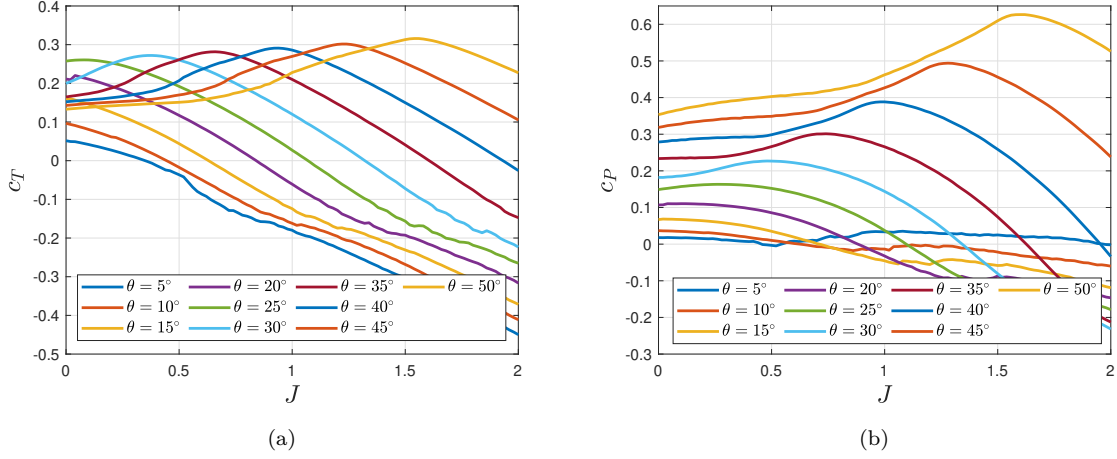 0.4
0.3
0.2
0.1
0
-0.1
-0.2
-0.3
-0.4
-0.5
c_T
0 0.5 1 1.5 2
J
θ = 5° θ = 20° θ = 35° θ = 50°
θ = 10° θ = 25° θ = 40°
θ = 15° θ = 30° θ = 45°
(a)
0.6
0.5
0.4
0.3
0.2
0.1
0
-0.1
-0.2
-0.3
c_P
0 0.5 1 1.5 2
J
θ = 5° θ = 20° θ = 35° θ = 50°
θ = 10° θ = 25° θ = 40°
θ = 15° θ = 30° θ = 45°
(b)